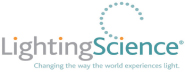 LightingScience®
Changing the way the world experiences light.